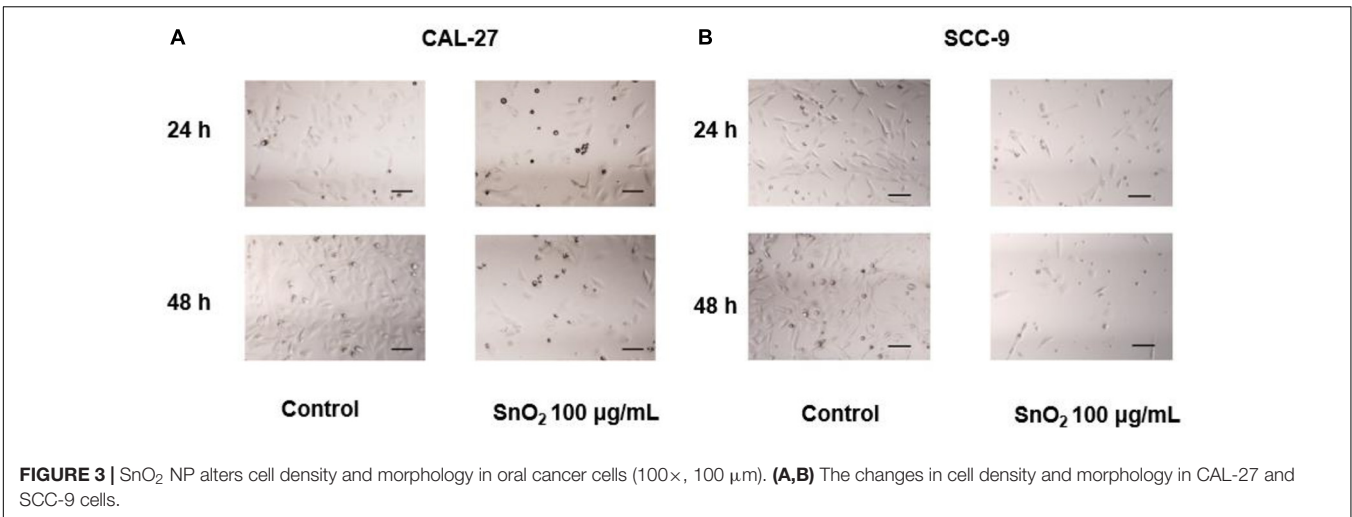 A CAL-27 B SCC-9
24 h 24 h
48 h 48 h
Control SnO₂ 100 µg/mL Control SnO₂ 100 µg/mL
FIGURE 3 | SnO₂ NP alters cell density and morphology in oral cancer cells (100×, 100 µm). (A,B) The changes in cell density and morphology in CAL-27 and
SCC-9 cells.